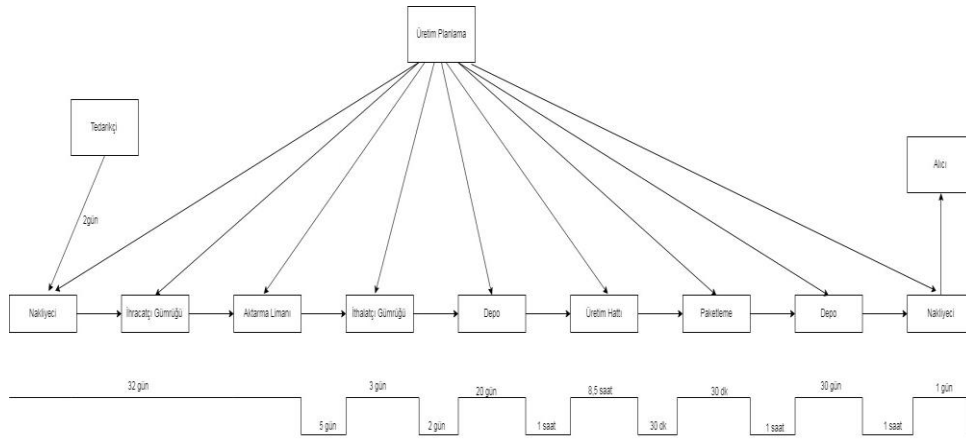 Üretim Planlama
Tedarikçi
Alıcı
2gün
Nakliyeci
İhracatçı Gümrüğü
Aktarma Limanı
İthalatçı Gümrüğü
Depo
Üretim Hattı
Paketleme
Depo
Nakliyeci
32 gün
3 gün
20 gün
8,5 saat
30 dk
30 gün
1 gün
5 gün
2 gün
1 saat
30 dk
1 saat
1 saat